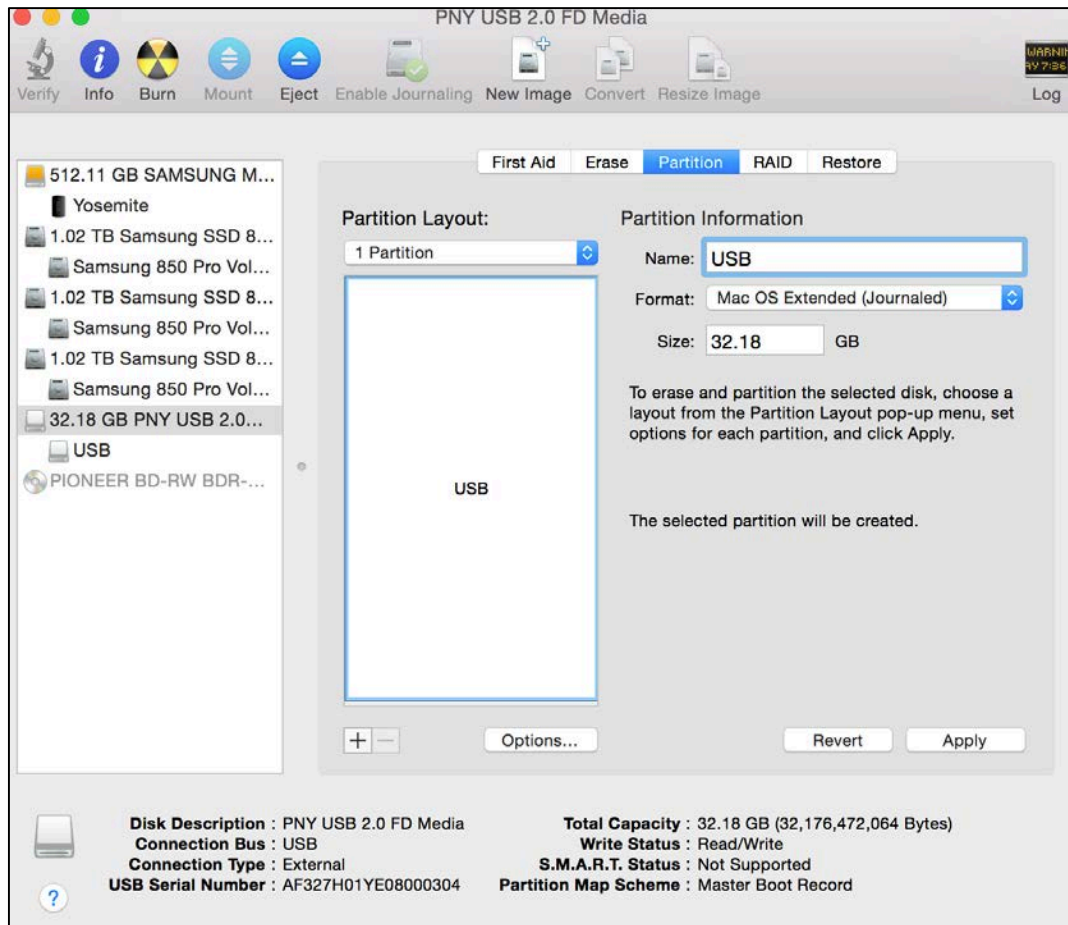 PNY USB 2.0 FD Media
Verify Info Burn Mount Eject Enable Journaling New Image Convert Resize Image Log
WARNIN
AY 7:36
First Aid Erase Partition RAID Restore
512.11 GB SAMSUNG M...
Yosemite
1.02 TB Samsung SSD 8...
Samsung 850 Pro Vol...
1.02 TB Samsung SSD 8...
Samsung 850 Pro Vol...
1.02 TB Samsung SSD 8...
Samsung 850 Pro Vol...
32.18 GB PNY USB 2.0...
USB
PIONEER BD-RW BDR-...
Partition Layout:
1 Partition
USB
Options...
Partition Information
Name: USB
Format: Mac OS Extended (Journaled)
Size: 32.18 GB
To erase and partition the selected disk, choose a
layout from the Partition Layout pop-up menu, set
options for each partition, and click Apply.
The selected partition will be created.
Revert Apply
Disk Description : PNY USB 2.0 FD Media
Connection Bus : USB
Connection Type : External
USB Serial Number : AF327H01YE08000304
Total Capacity : 32.18 GB (32,176,472,064 Bytes)
Write Status : Read/Write
S.M.A.R.T. Status : Not Supported
Partition Map Scheme : Master Boot Record
?